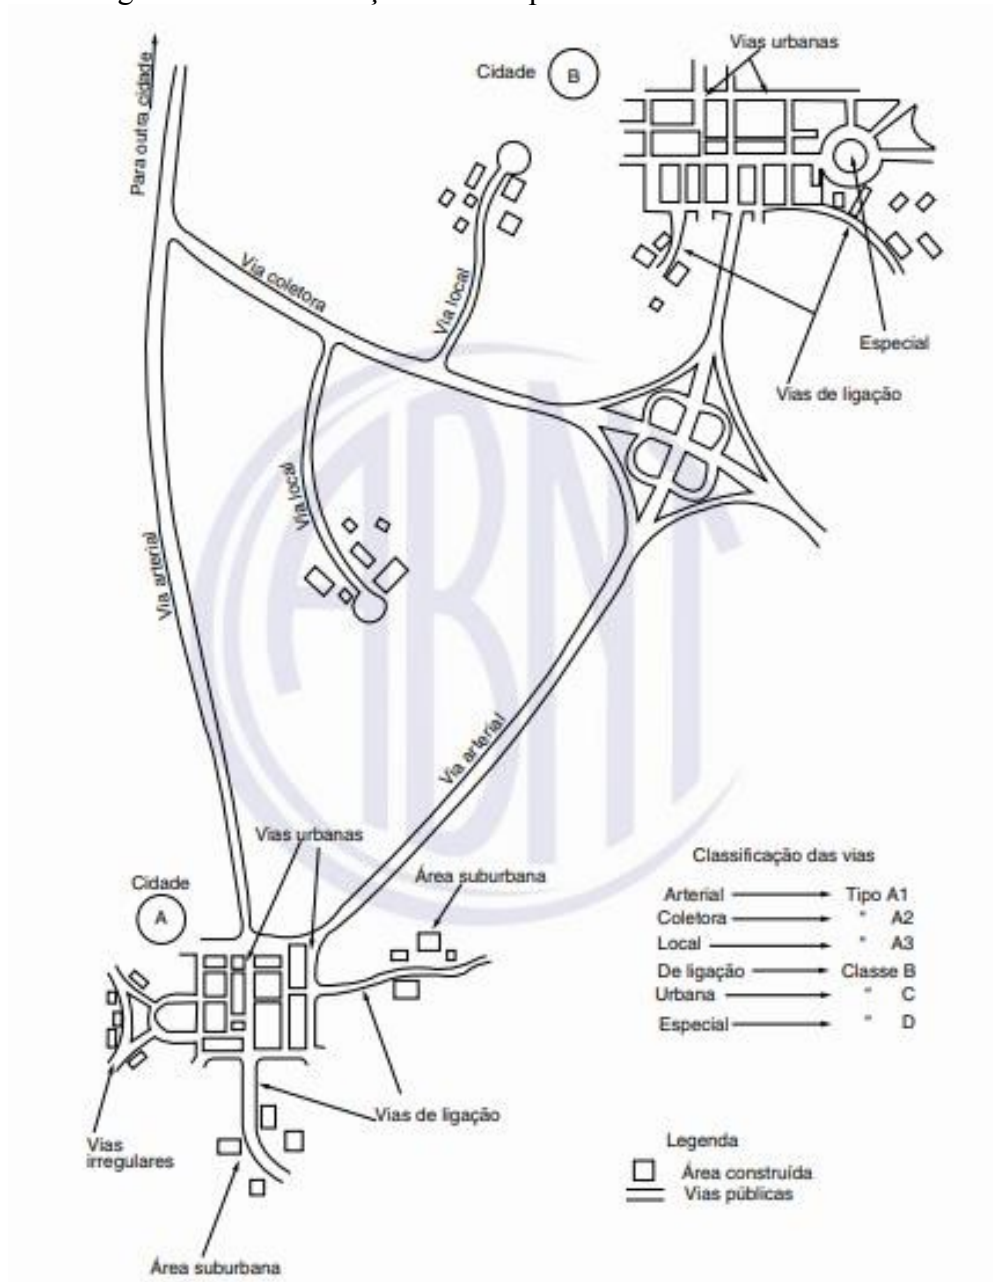 Vias urbanas
Cidade B
Para outra cidade
Via coletora
Via local
Especial
Vias de ligação
Via local
Via arterial
Via arterial
ABNT
Vias urbanas
Classificação das vias
Cidade
A
Área suburbana
Arterial Tipo A1
Coletora " A2
Local " A3
De ligação Classe B
Urbana " C
Especial " D
Vias de ligação
Vias
irregulares
Legenda
Área construída
Vias públicas
Área suburbana